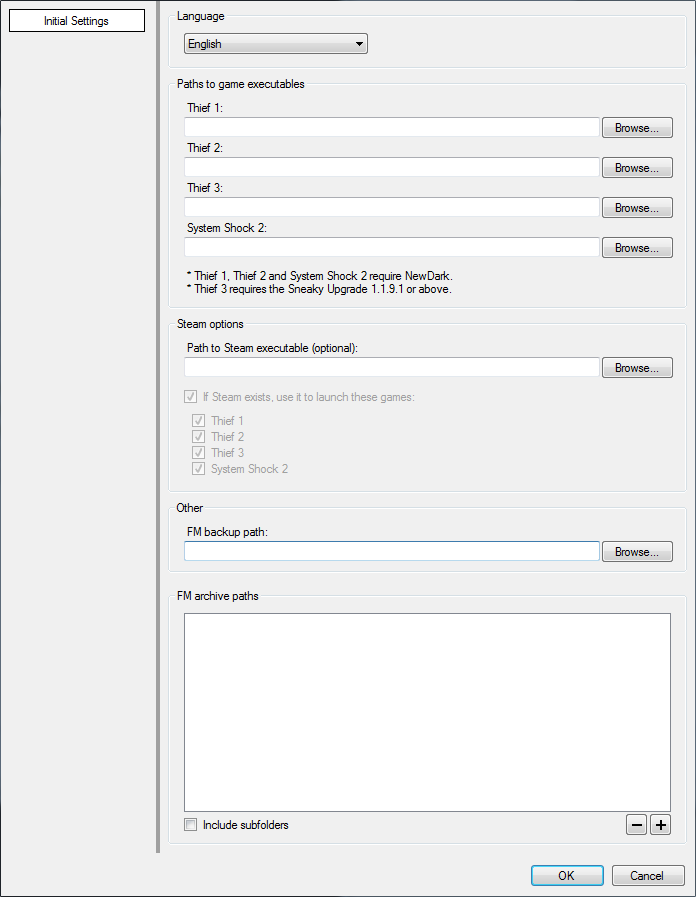 Initial Settings
Language
English
Paths to game executables
Thief 1:
Browse...
Thief 2:
Browse...
Thief 3:
Browse...
System Shock 2:
Browse...
* Thief 1, Thief 2 and System Shock 2 require NewDark.
* Thief 3 requires the Sneaky Upgrade 1.1.9.1 or above.
Steam options
Path to Steam executable (optional):
Browse...
If Steam exists, use it to launch these games:
Thief 1
Thief 2
Thief 3
System Shock 2
Other
FM backup path:
Browse...
FM archive paths
Include subfolders
OK Cancel